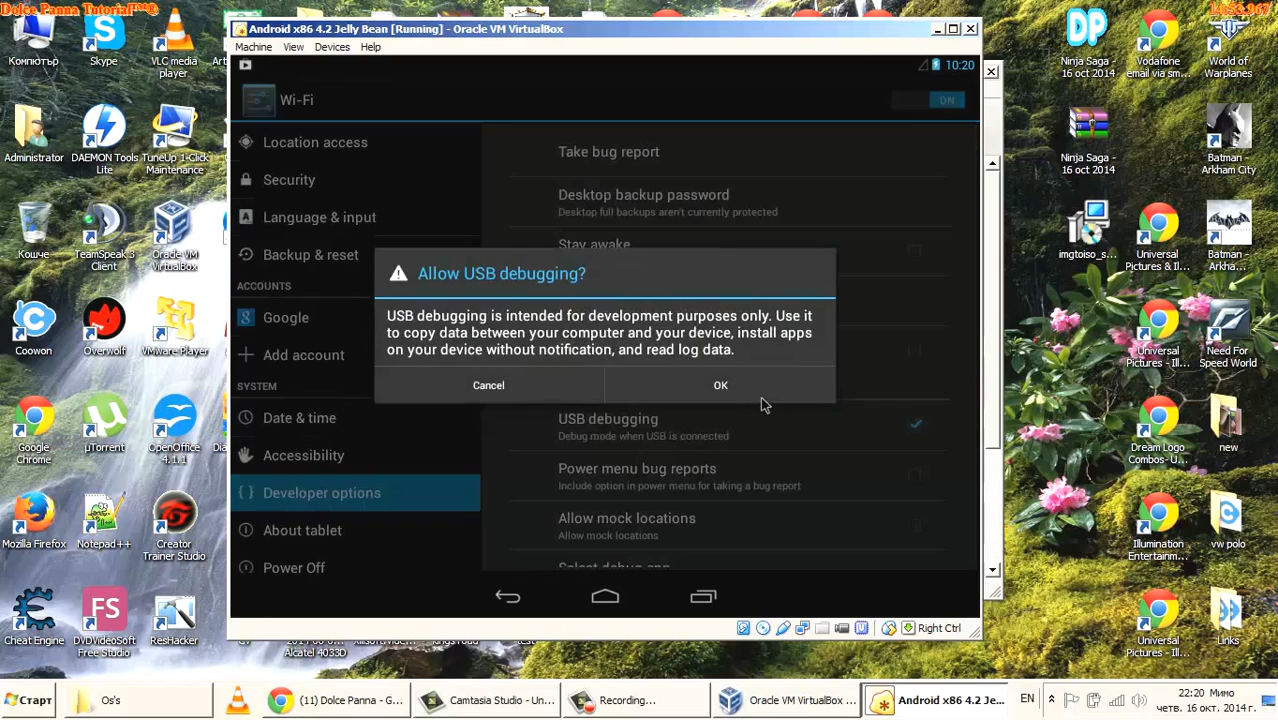 Dolce Panna Tutorial™®
Компютър
Skype
VLC media player
Administrator
DAEMON Tools Lite
TuneUp 1-Click Maintenance
Кошче
TeamSpeak 3 Client
Oracle VM VirtualBox
Coowon
Overwolf
VMware Player
Google Chrome
µTorrent
OpenOffice 4.1.1
Mozilla Firefox
Notepad++
Creator Trainer Studio
Cheat Engine
FS
DVDVideoSoft Free Studio
ResHacker
Alcatel 4033D
Android x86 4.2 Jelly Bean [Running] - Oracle VM VirtualBox
Machine View Devices Help
10:20
Wi-Fi
ON
Location access
Security
Language & input
Backup & reset
ACCOUNTS
Google
Add account
SYSTEM
Date & time
Accessibility
Developer options
About tablet
Power Off
Take bug report
Desktop backup password
Desktop full backups aren't currently protected
Stay awake
Allow USB debugging?
USB debugging is intended for development purposes only. Use it
to copy data between your computer and your device, install apps
on your device without notification, and read log data.
Cancel
OK
USB debugging
Debug mode when USB is connected
Power menu bug reports
Include option in power menu for taking a bug report
Allow mock locations
Allow mock locations
Select debug app
Right Ctrl
DP
Ninja Saga - 16 oct 2014
Vodafone email via sm...
World of Warplanes
Ninja Saga - 16 oct 2014
Batman - Arkham City
imgtoiso_s...
Universal Pictures & Il...
Batman - Arkha...
Universal Pictures - Ill...
Need For Speed World
Dream Logo Combos- U...
new
Illumination Entertainm...
vw polo
Universal Pictures - Ill...
Links
Старт
Os's
(11) Dolce Panna - G...
Camtasia Studio - Un...
Recording...
Oracle VM VirtualBox ...
Android x86 4.2 Je...
EN
22:20 Мино
четв. 16 окт. 2014 г.